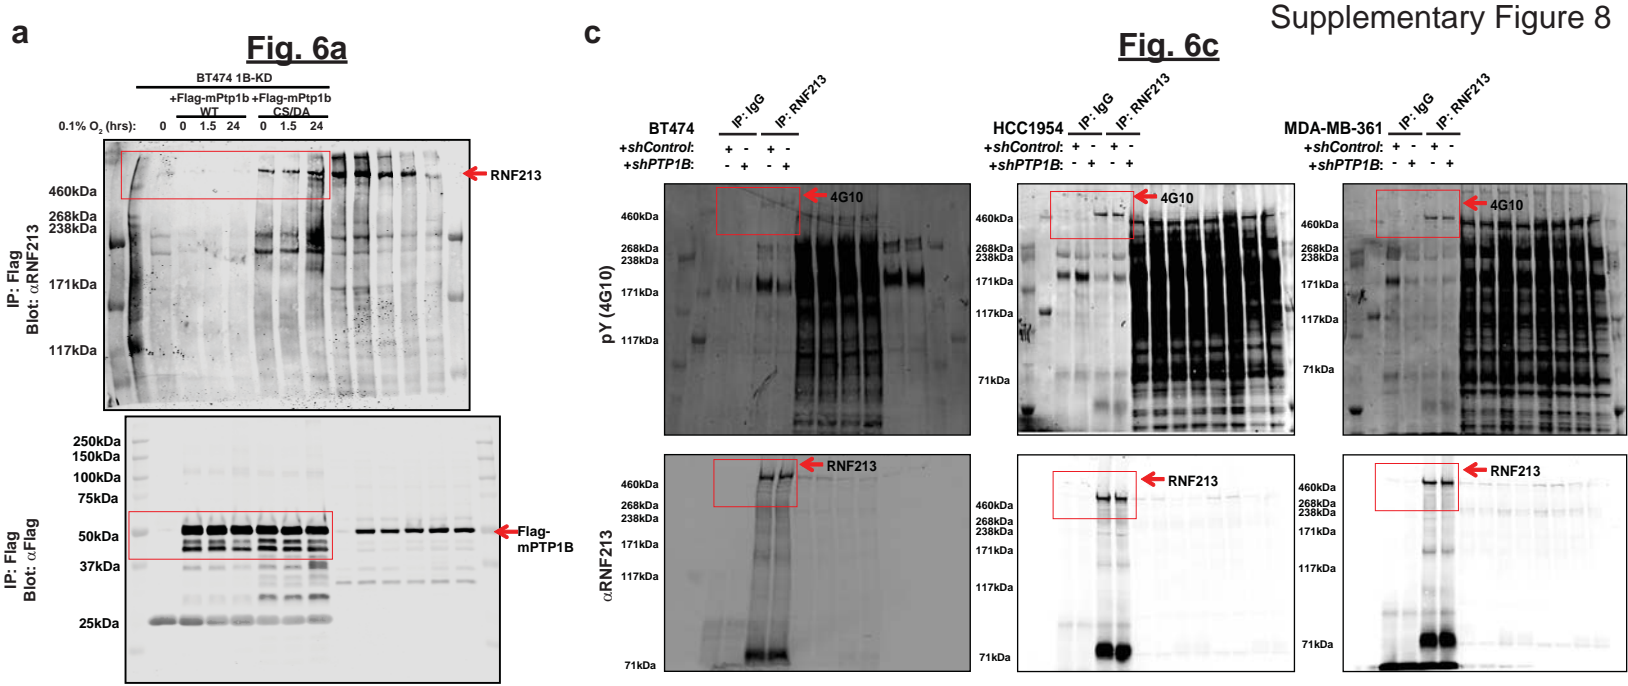 Supplementary Figure 8
a
Fig. 6a
BT474 1B-KD
+Flag-mPtp1b +Flag-mPtp1b
WT CS/DA
0.1% O2 (hrs): 0 0 1.5 24 0 1.5 24
RNF213
460kDa
268kDa
238kDa
171kDa
117kDa
IP: Flag
Blot: αRNF213
250kDa
150kDa
100kDa
75kDa
50kDa
37kDa
25kDa
Flag-
mPTP1B
IP: Flag
Blot: αFlag
c
Fig. 6c
IP: IgG
IP: RNF213
BT474
+shControl: + - + -
+shPTP1B: - + - +
4G10
460kDa
268kDa
238kDa
171kDa
117kDa
pY (4G10)
IP: IgG
IP: RNF213
HCC1954
+shControl: + - + -
+shPTP1B: - + - +
4G10
460kDa
268kDa
238kDa
171kDa
117kDa
71kDa
IP: IgG
IP: RNF213
MDA-MB-361
+shControl: + - + -
+shPTP1B: - + - +
4G10
460kDa
268kDa
238kDa
171kDa
117kDa
71kDa
RNF213
460kDa
268kDa
238kDa
171kDa
117kDa
71kDa
αRNF213
RNF213
460kDa
268kDa
238kDa
171kDa
117kDa
71kDa
RNF213
460kDa
268kDa
238kDa
171kDa
117kDa
71kDa